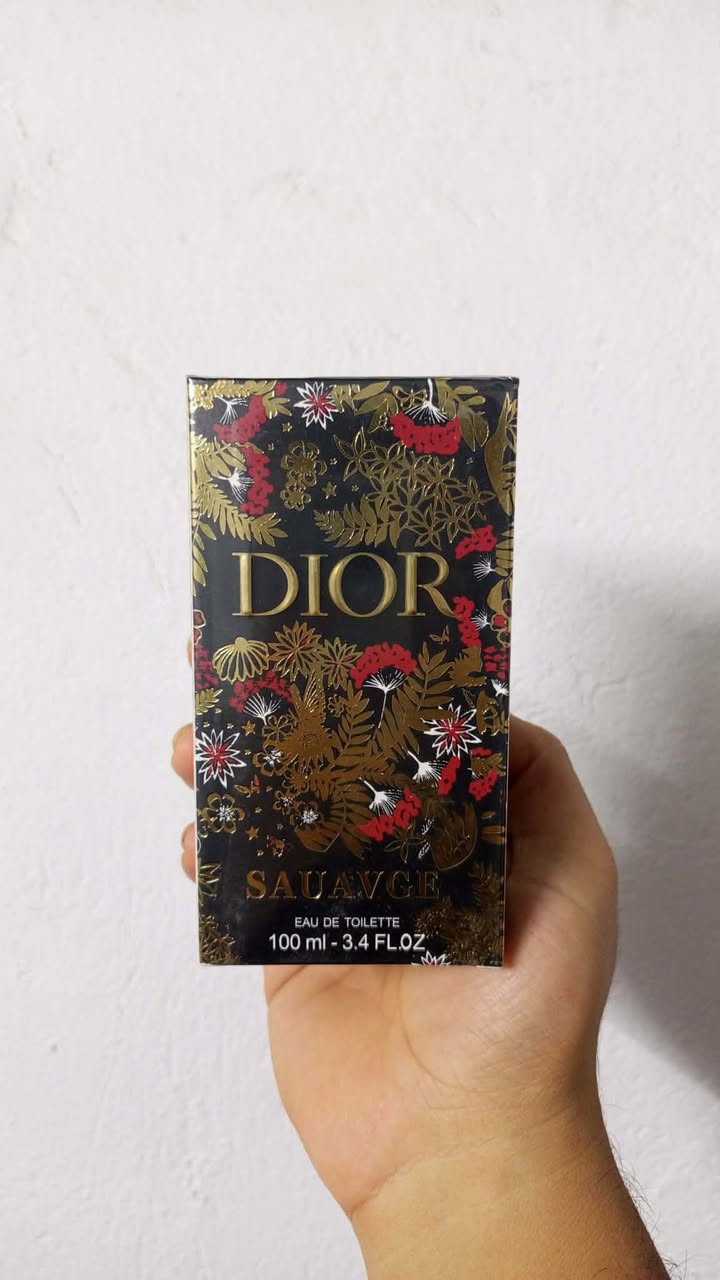 DIOR
SAUAVGE
EAU DE TOILETTE
100 ml - 3.4 FL.OZ